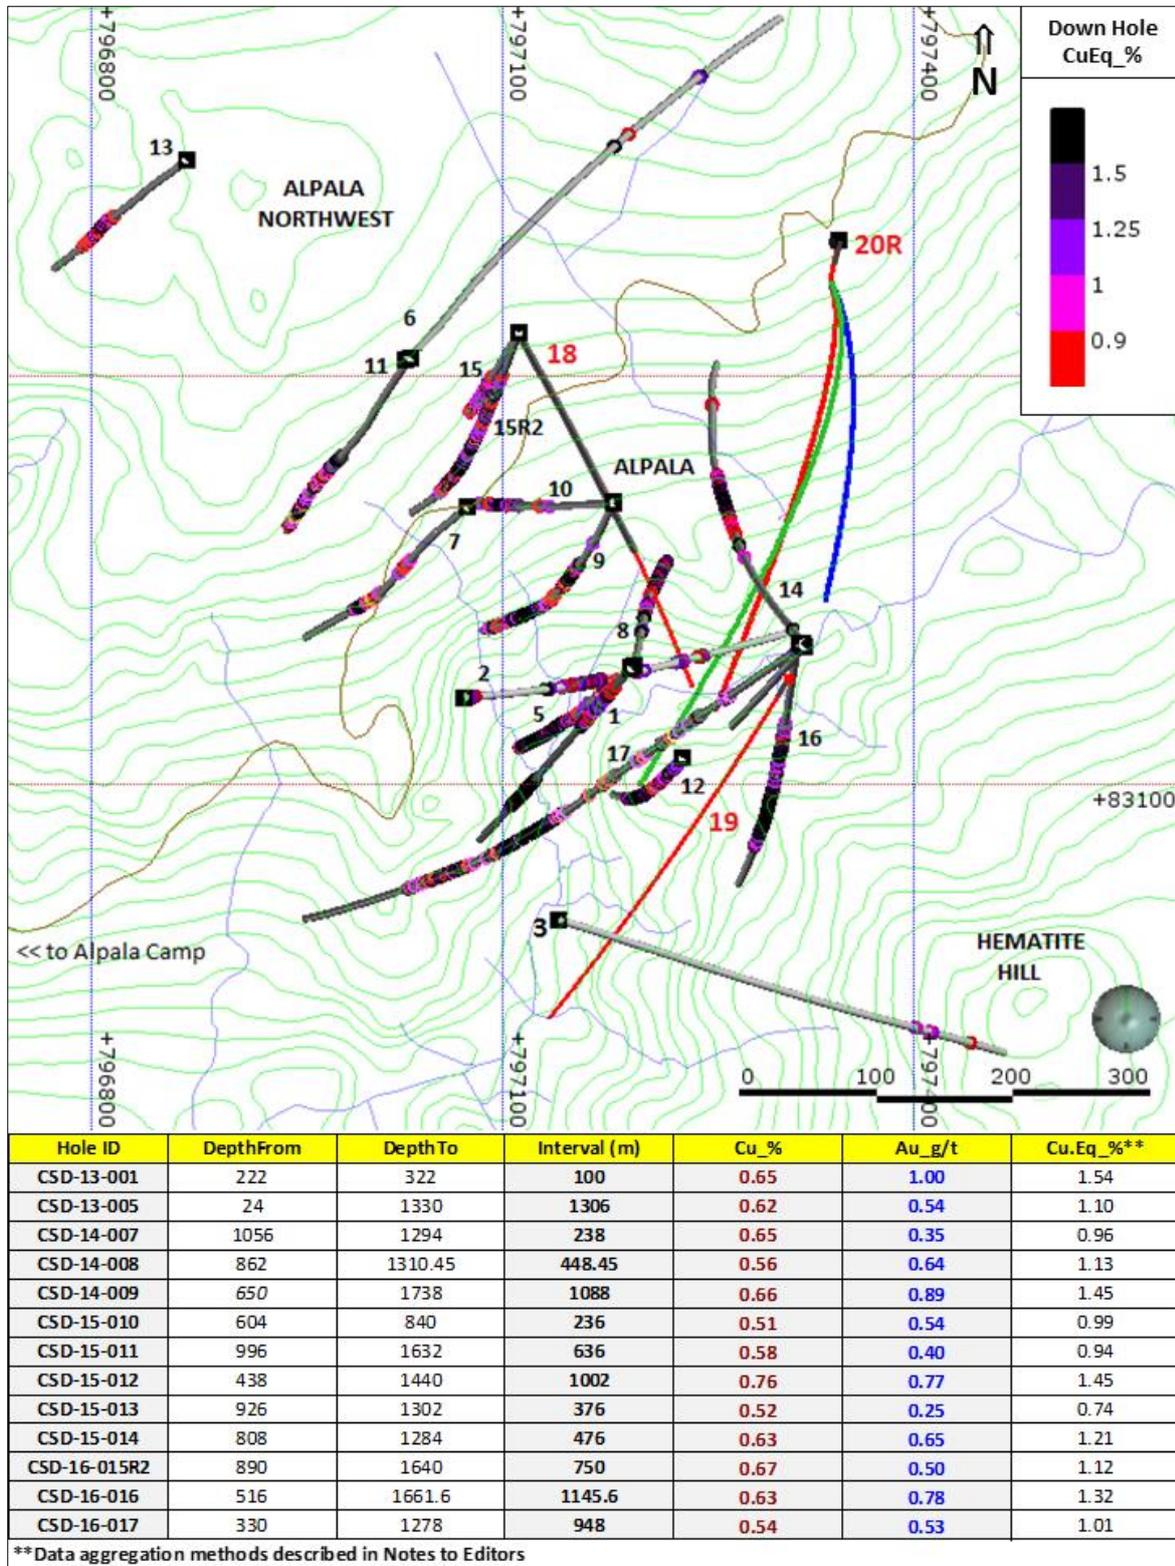 +796800
+797100
+797400
N
Down Hole
CuEq_%
1.5
1.25
1
0.9
13
ALPALA
NORTHWEST
20R
6
11
18
15
15R2
ALPALA
10
7
9
14
8
2
5
1
17
16
12
+83100
19
3
<< to Alpala Camp
HEMATITE
HILL
+796800
+797100
+797400
0 100 200 300
Hole ID DepthFrom DepthTo Interval (m) Cu_% Au_g/t Cu.Eq_%**
CSD-13-001 222 322 100 0.65 1.00 1.54
CSD-13-005 24 1330 1306 0.62 0.54 1.10
CSD-14-007 1056 1294 238 0.65 0.35 0.96
CSD-14-008 862 1310.45 448.45 0.56 0.64 1.13
CSD-14-009 650 1738 1088 0.66 0.89 1.45
CSD-15-010 604 840 236 0.51 0.54 0.99
CSD-15-011 996 1632 636 0.58 0.40 0.94
CSD-15-012 438 1440 1002 0.76 0.77 1.45
CSD-15-013 926 1302 376 0.52 0.25 0.74
CSD-15-014 808 1284 476 0.63 0.65 1.21
CSD-16-015R2 890 1640 750 0.67 0.50 1.12
CSD-16-016 516 1661.6 1145.6 0.63 0.78 1.32
CSD-16-017 330 1278 948 0.54 0.53 1.01
**Data aggregation methods described in Notes to Editors